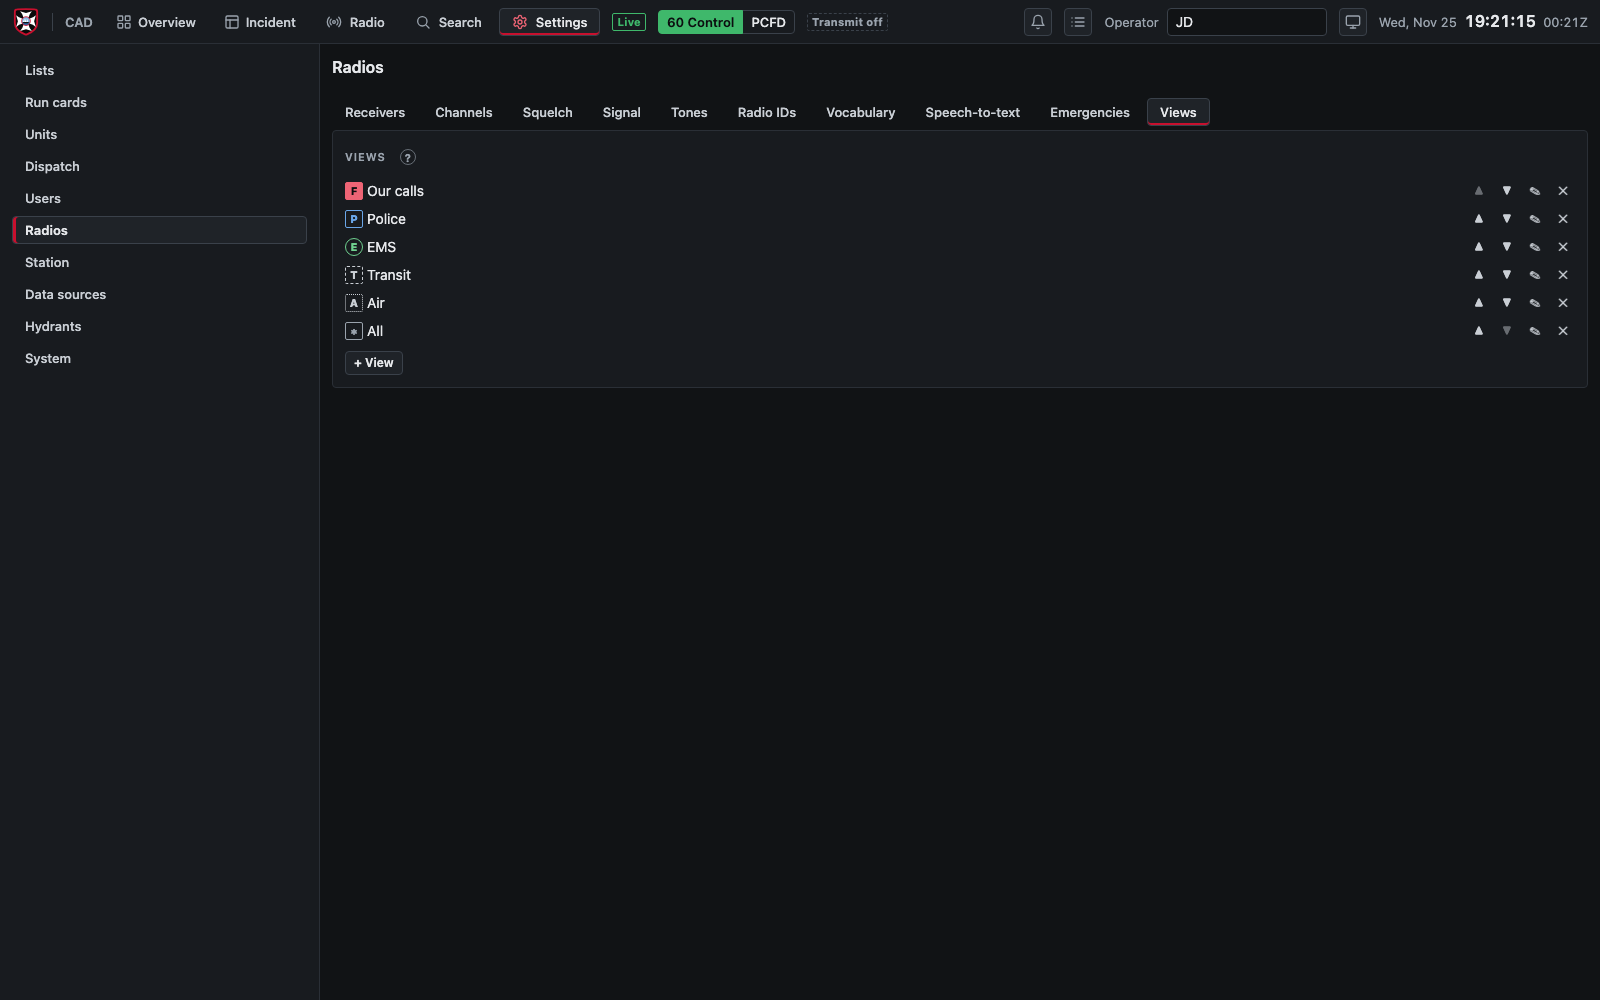 CAD Overview Incident Radio Search Settings Live 60 Control PCFD Transmit off Operator JD Wed, Nov 25 19:21:15 00:21Z
Lists
Run cards
Units
Dispatch
Users
Radios
Station
Data sources
Hydrants
System
Radios
Receivers Channels Squelch Signal Tones Radio IDs Vocabulary Speech-to-text Emergencies Views
VIEWS ?
F Our calls
P Police
E EMS
T Transit
A Air
* All
+ View